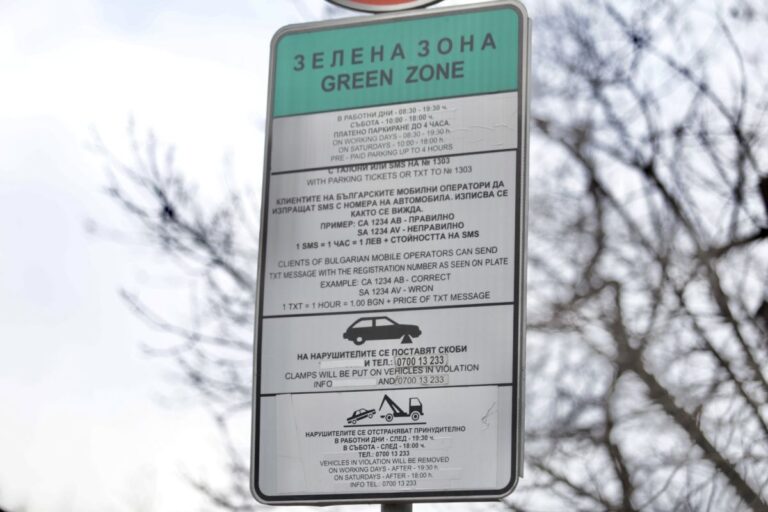 ЗЕЛЕНА ЗОНА
GREEN ZONE
В РАБОТНИ ДНИ - 08:30 - 19:30 ч.
СЪБОТА - 10:00 - 18:00 ч.
ПЛАТЕНО ПАРКИРАНЕ ДО 4 ЧАСА.
ON WORKING DAYS - 08:30 - 19:30 h.
ON SATURDAYS - 10:00 - 18:00 h.
PRE - PAID PARKING UP TO 4 HOURS
С ТАЛОНИ ИЛИ SMS НА № 1303
WITH PARKING TICKETS OR TXT TO № 1303
КЛИЕНТИТЕ НА БЪЛГАРСКИТЕ МОБИЛНИ ОПЕРАТОРИ ДА
ИЗПРАЩАТ SMS С НОМЕРА НА АВТОМОБИЛА. ИЗПИСВА СЕ
КАКТО СЕ ВИЖДА.
ПРИМЕР: CA 1234 AB - ПРАВИЛНО
SA 1234 AV - НЕПРАВИЛНО
1 SMS = 1 ЧАС = 1 ЛЕВ + СТОЙНОСТТА НА SMS
CLIENTS OF BULGARIAN MOBILE OPERATORS CAN SEND
TXT MESSAGE WITH THE REGISTRATION NUMBER AS SEEN ON PLATE
EXAMPLE: CA 1234 AB - CORRECT
SA 1234 AV - WRON
1 TXT = 1 HOUR = 1.00 BGN + PRICE OF TXT MESSAGE
НА НАРУШИТЕЛИТЕ СЕ ПОСТАВЯТ СКОБИ
И ТЕЛ.: 0700 13 233
CLAMPS WILL BE PUT ON VEHICLES IN VIOLATION
INFO AND/0700 13 233
НАРУШИТЕЛИТЕ СЕ ОТСТРАНЯВАТ ПРИНУДИТЕЛНО
В РАБОТНИ ДНИ - СЛЕД - 19:30 ч.
В СЪБОТА - СЛЕД - 18:00 ч.
ТЕЛ.: 0700 13 233
VEHICLES IN VIOLATION WILL BE REMOVED
ON WORKING DAYS - AFTER - 19:30 h.
ON SATURDAYS - AFTER - 18:00 h.
INFO TEL.: 0700 13 233